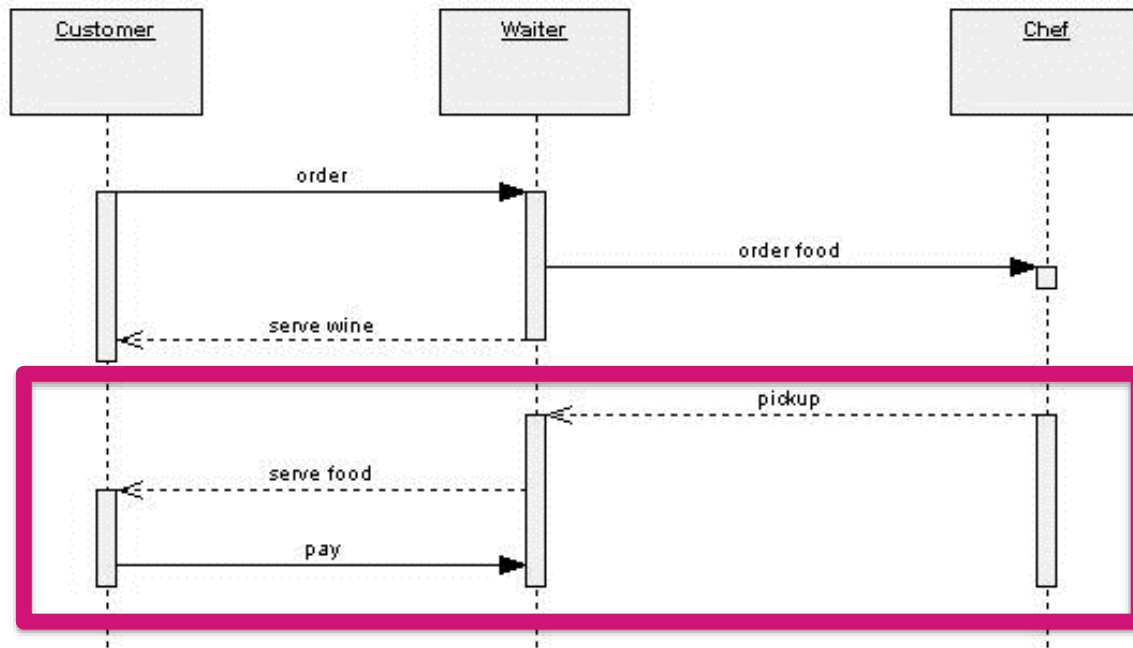 Customer
Waiter
Chef
order
order food
serve wine
pickup
serve food
pay